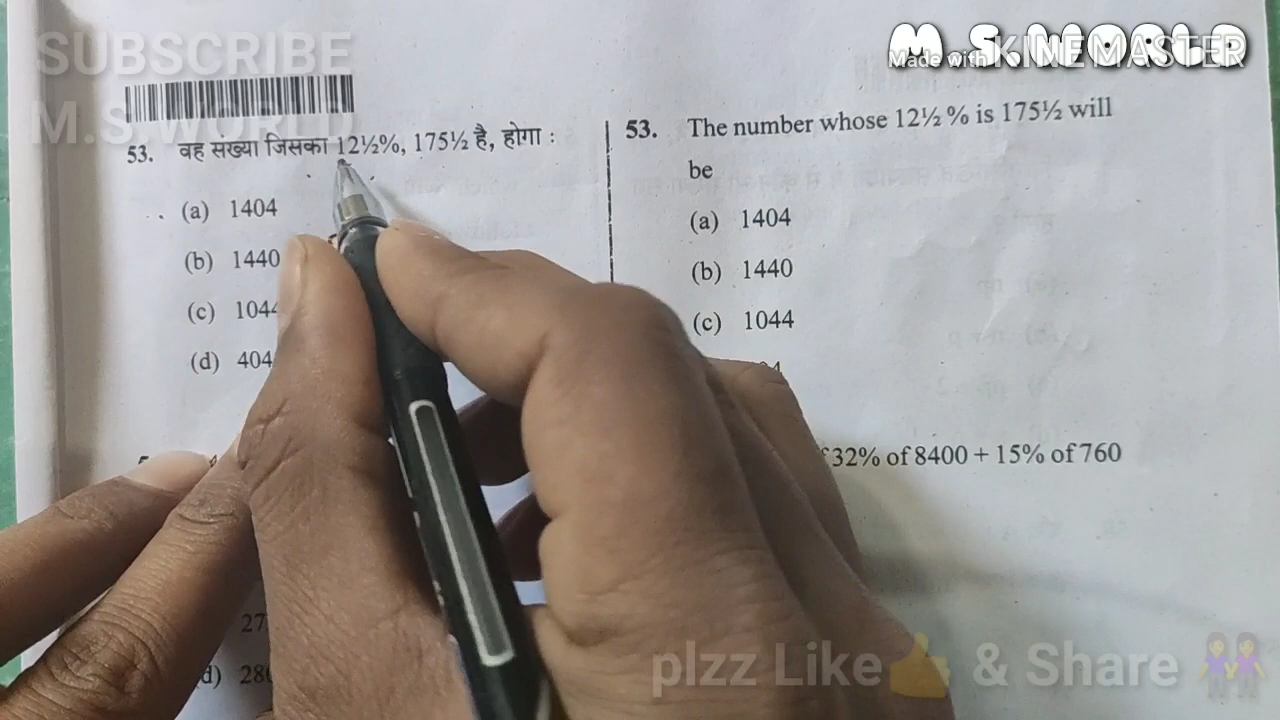 SUBSCRIBE
M.S.WORLD
M.S.WORLD
Made with KINEMASTER
53. वह सख्या जिसका 12½%, 175½ है, होगा :
(a) 1404
(b) 1440
(c) 1044
(d) 404
53. The number whose 12½ % is 175½ will
be
(a) 1404
(b) 1440
(c) 1044
32% of 8400 + 15% of 760
27
d) 28
plzz Like👍 & Share 👭